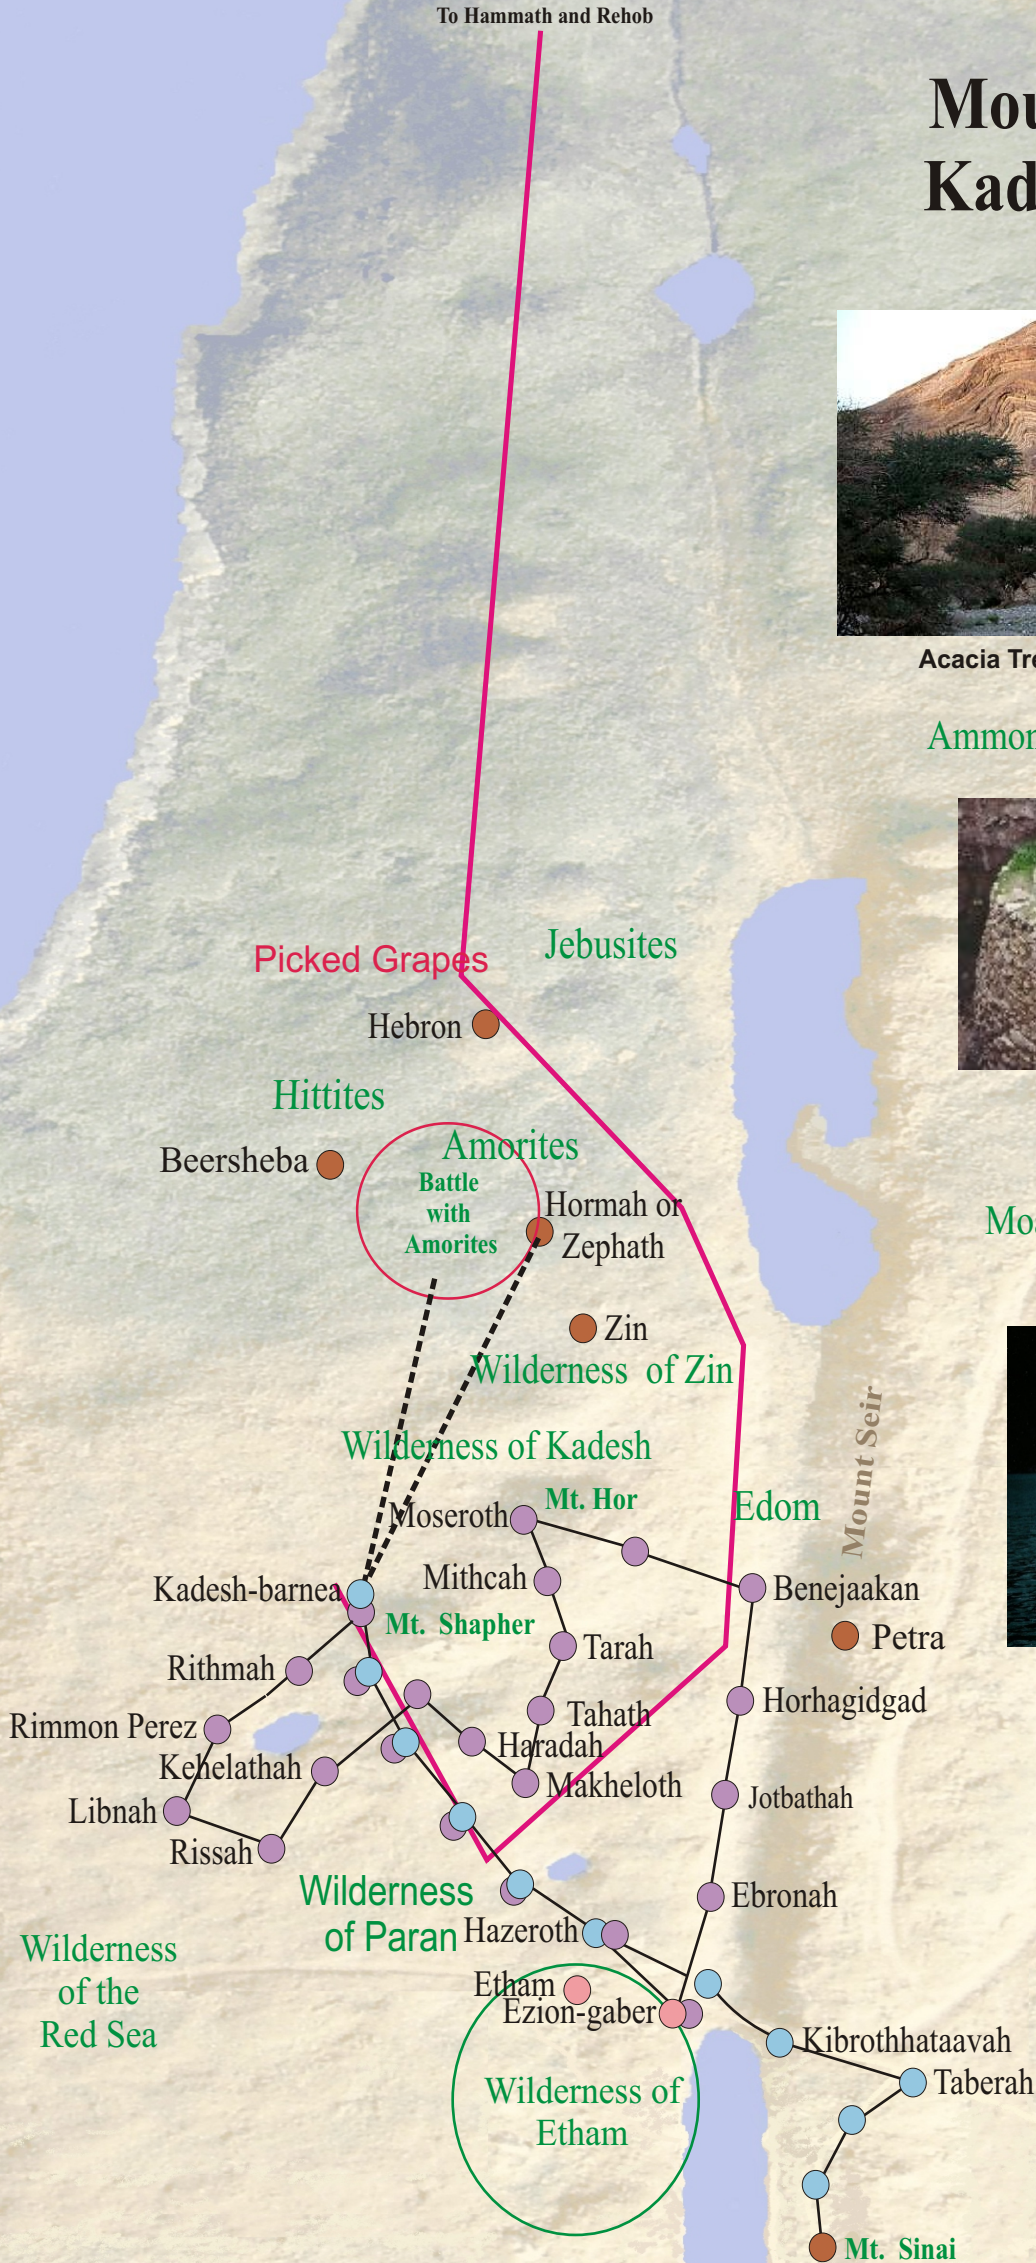 To Hammath and Rehob
Mou
Kad
Acacia Tre
Ammon
Picked Grapes
Jebusites
Hebron
Hittites
Beersheba
Amorites
Battle
with
Amorites
Hormah or
Zephath
Moa
Zin
Wilderness of Zin
Mount Seir
Wilderness of Kadesh
Mt. Hor
Edom
Moseroth
Mithcah
Benejaakan
Kadesh-barnea
Mt. Shapher
Petra
Tarah
Rithmah
Horhagidgad
Tahath
Rimmon Perez
Haradah
Kehelathah
Makheloth
Jotbathah
Libnah
Rissah
Wilderness
of Paran
Ebronah
Hazeroth
Wilderness
of the
Red Sea
Etham
Ezion-gaber
Kibrothhataavah
Taberah
Wilderness of
Etham
Mt. Sinai